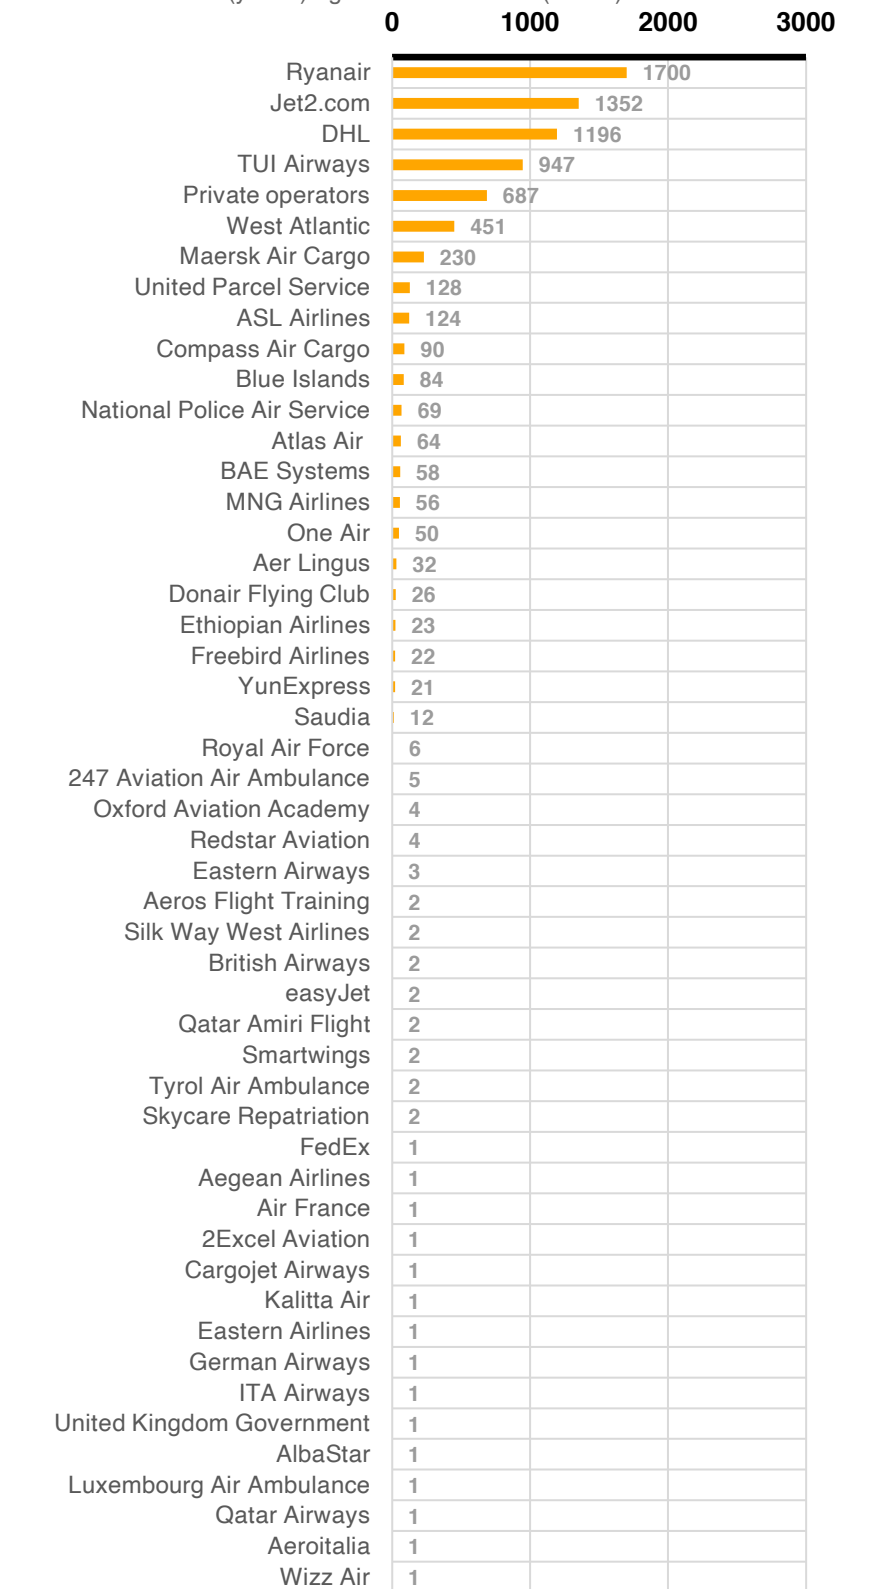 0 1000 2000 3000
Ryanair 1700
Jet2.com 1352
DHL 1196
TUI Airways 947
Private operators 687
West Atlantic 451
Maersk Air Cargo 230
United Parcel Service 128
ASL Airlines 124
Compass Air Cargo 90
Blue Islands 84
National Police Air Service 69
Atlas Air 64
BAE Systems 58
MNG Airlines 56
One Air 50
Aer Lingus 32
Donair Flying Club 26
Ethiopian Airlines 23
Freebird Airlines 22
YunExpress 21
Saudia 12
Royal Air Force 6
247 Aviation Air Ambulance 5
Oxford Aviation Academy 4
Redstar Aviation 4
Eastern Airways 3
Aeros Flight Training 2
Silk Way West Airlines 2
British Airways 2
easyJet 2
Qatar Amiri Flight 2
Smartwings 2
Tyrol Air Ambulance 2
Skycare Repatriation 2
FedEx 1
Aegean Airlines 1
Air France 1
2Excel Aviation 1
Cargojet Airways 1
Kalitta Air 1
Eastern Airlines 1
German Airways 1
ITA Airways 1
United Kingdom Government 1
AlbaStar 1
Luxembourg Air Ambulance 1
Qatar Airways 1
Aeroitalia 1
Wizz Air 1